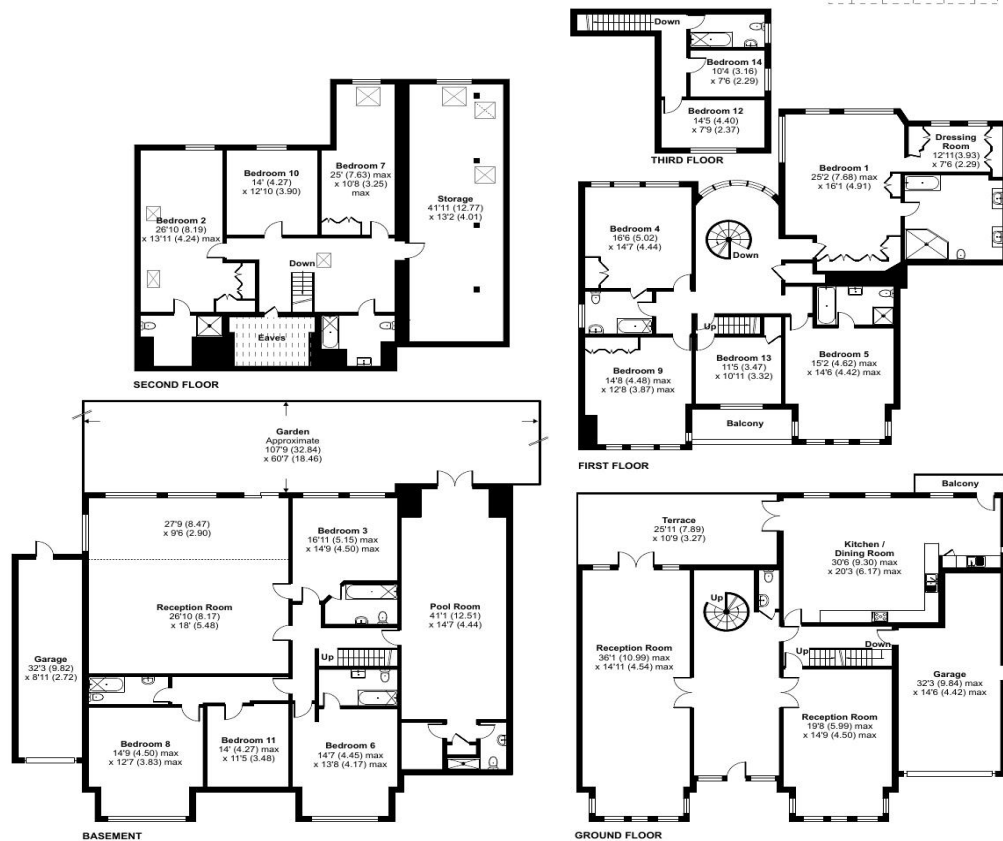 Down
Bedroom 14
10'4 (3.16)
x 7'6 (2.29)
Bedroom 12
14'5 (4.40)
x 7'9 (2.37)
THIRD FLOOR
Bedroom 7
25' (7.63) max
x 10'8 (3.25)
max
Bedroom 10
14' (4.27)
x 12'10 (3.90)
Bedroom 2
26'10 (8.19)
x 13'11 (4.24) max
Storage
41'11 (12.77)
x 13'2 (4.01)
Down
Eaves
SECOND FLOOR
Dressing
Room
12'11(3.93)
x 7'6 (2.29)
Bedroom 1
25'2 (7.68) max
x 16'1 (4.91)
Bedroom 4
16'6 (5.02)
x 14'7 (4.44)
Down
Up
Bedroom 9
14'8 (4.48) max
x 12'8 (3.87) max
Bedroom 13
11'5 (3.47)
x 10'11 (3.32)
Bedroom 5
15'2 (4.62) max
x 14'6 (4.42) max
Balcony
FIRST FLOOR
Garden
Approximate
107'9 (32.84)
x 60'7 (18.46)
27'9 (8.47)
x 9'6 (2.90)
Bedroom 3
16'11 (5.15) max
x 14'9 (4.50) max
Reception Room
26'10 (8.17)
x 18' (5.48)
Pool Room
41'1 (12.51)
x 14'7 (4.44)
Garage
32'3 (9.82)
x 8'11 (2.72)
Up
Bedroom 8
14'9 (4.50) max
x 12'7 (3.83) max
Bedroom 11
14' (4.27) max
x 11'5 (3.48)
Bedroom 6
14'7 (4.45) max
x 13'8 (4.17) max
BASEMENT
Balcony
Terrace
25'11 (7.89)
x 10'9 (3.27)
Kitchen /
Dining Room
30'6 (9.30) max
x 20'3 (6.17) max
Up
Reception Room
36'1 (10.99) max
x 14'11 (4.54) max
Up
Down
Garage
32'3 (9.84) max
x 14'6 (4.42) max
Reception Room
19'8 (5.99) max
x 14'9 (4.50) max
GROUND FLOOR